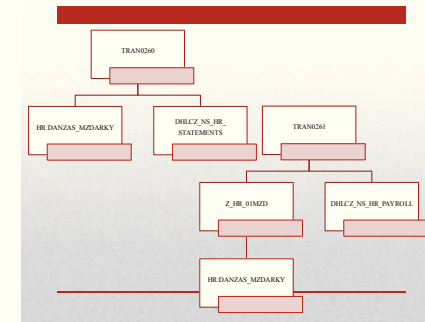 TRAN0260
HR:DANZAS_MZDARKY
DHLCZ_NS_HR_
STATEMENTS
TRAN0261
Z_HR_01MZD
DHLCZ_NS_HR_PAYROLL
HR:DANZAS_MZDARKY